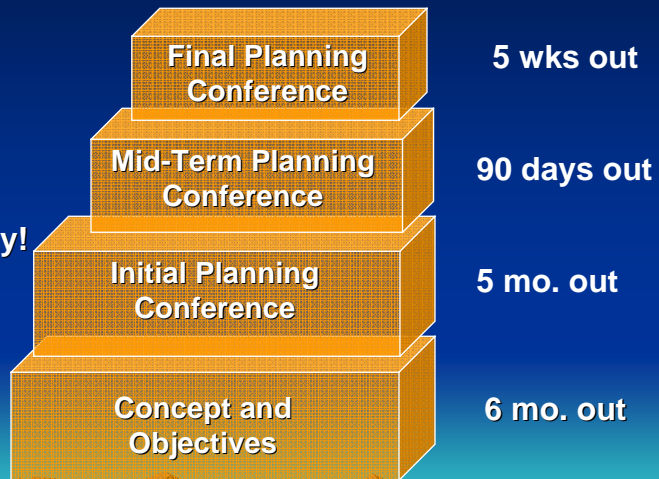 Final Planning
Conference
5 wks out
Mid-Term Planning
Conference
90 days out
y!
Initial Planning
Conference
5 mo. out
Concept and
Objectives
6 mo. out